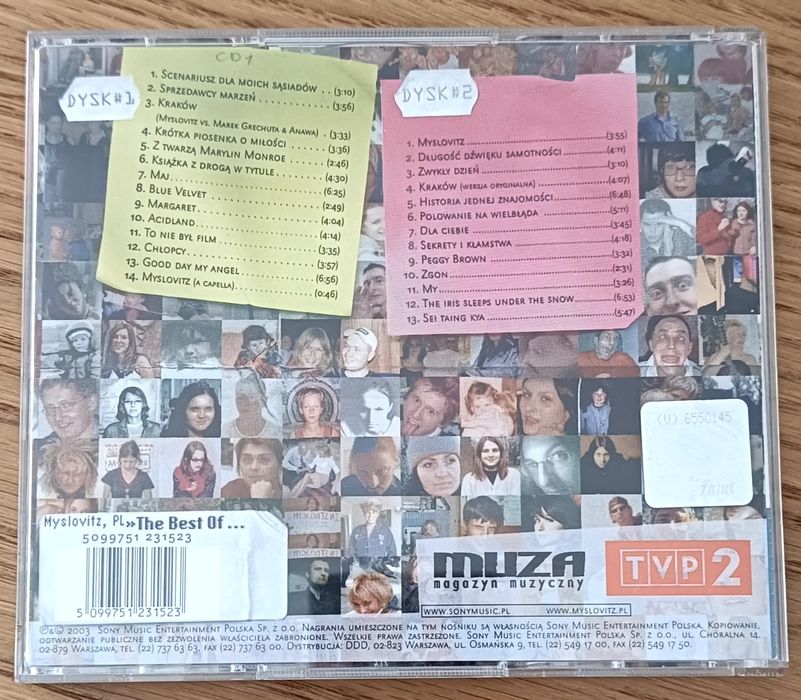 CD1
DYSK#1
1. Scenariusz dla moich sąsiadów .. (3:10)
2. Sprzedawcy marzeń ............ (3:56)
3. Kraków
(Myslovitz vs. Marek Grechuta & Anawa) . (3:33)
4. Krótka piosenka o miłości ...... (3:36)
5. Z twarzą Marylin Monroe ....... (2:46)
6. Książka z drogą w tytule ....... (4:30)
7. Maj ....................... (6:25)
8. Blue Velvet ................. (2:49)
9. Margaret .................. (4:04)
10. Acidland .................. (4:14)
11. To nie był film .............. (3:35)
12. Chłopcy ................... (3:57)
13. Good day my angel ........... (6:56)
14. Myslovitz (a capella) .......... (0:46)
DYSK#2
1. Myslovitz ....................... (3:55)
2. Długość dźwięku samotności ......... (4:11)
3. Zwykły dzień .................... (3:10)
4. Kraków (wersja oryginalna) ......... (4:07)
5. Historia jednej znajomości ......... (6:48)
6. Polowanie na wielbłąda ............ (5:11)
7. Dla ciebie ...................... (3:45)
8. Sekrety i kłamstwa ............... (4:18)
9. Peggy Brown .................... (3:32)
10. Zgon ......................... (2:31)
11. My ........................... (3:26)
12. The iris sleeps under the snow ..... (6:53)
13. Sei taing kya ................... (5:47)
(V) 6550145
ZAiKS
Myslovitz, PL»The Best Of ...
5099751 231523
5 099751 231523
MUZA
magazyn muzyczny
TVP 2
www.sonymusic.pl
www.myslovitz.pl
℗&© 2003 Sony Music Entertainment Polska Sp. z o.o. Nagrania umieszczone na tym nośniku są własnością Sony Music Entertainment Polska. Kopiowanie,
odtwarzanie publiczne bez zezwolenia właściciela zabronione. Wszelkie prawa zastrzeżone. Sony Music Entertainment Polska Sp. z o.o., ul. Chóralna 14,
02-879 Warszawa, tel. (22) 737 63 63, fax (22) 737 63 00. Dystrybucja: DDD, 02-823 Warszawa, ul. Osmańska 9, tel. (22) 549 17 00, fax (22) 549 17 50.